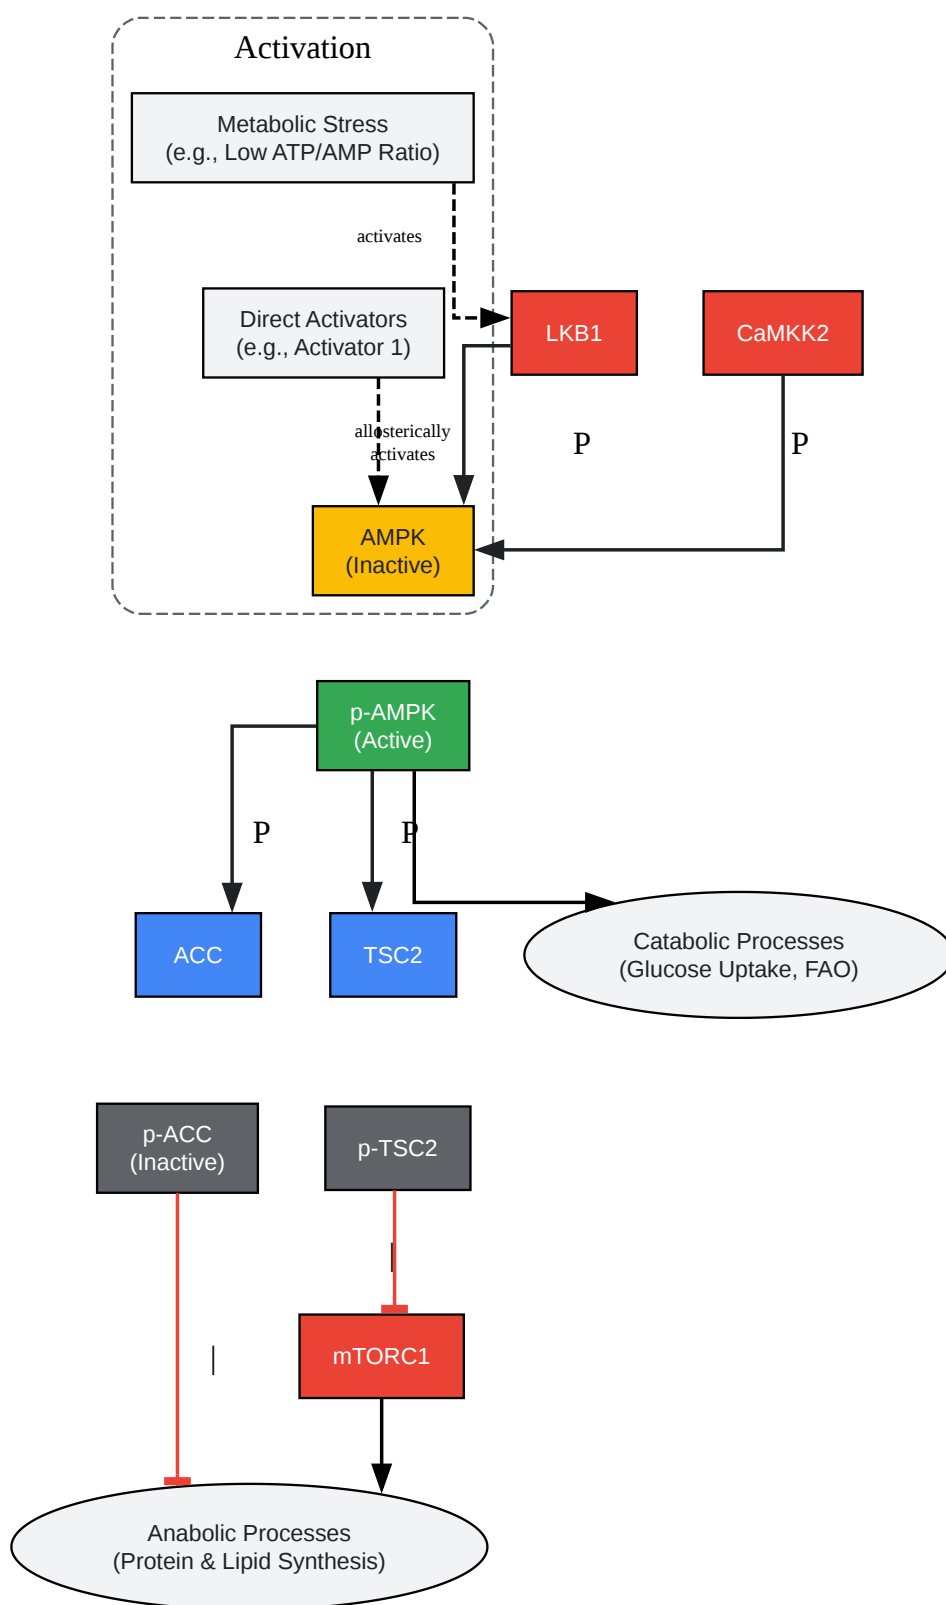 Activation
Metabolic Stress
(e.g., Low ATP/AMP Ratio)
activates
Direct Activators
(e.g., Activator 1)
LKB1
CaMKK2
allosterically
activates
P
P
AMPK
(Inactive)
p-AMPK
(Active)
P
P
ACC
TSC2
Catabolic Processes
(Glucose Uptake, FAO)
p-ACC
(Inactive)
p-TSC2
|
|
mTORC1
Anabolic Processes
(Protein & Lipid Synthesis)